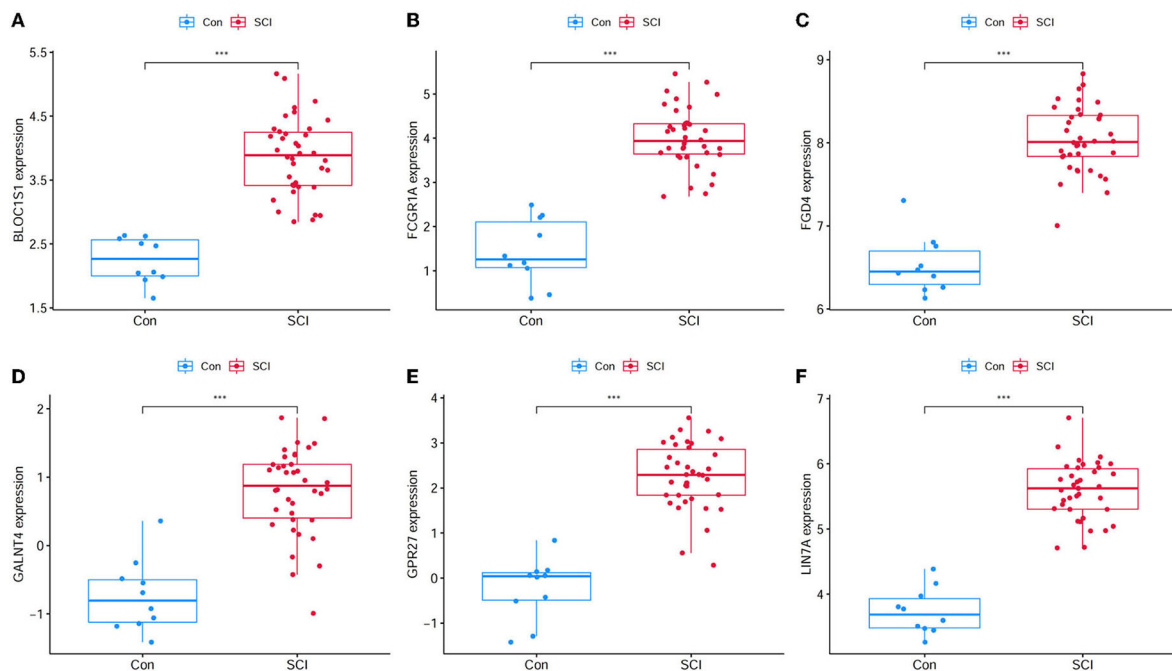 A
Con SCI
***
BLOC1S1 expression
5.5
4.5
3.5
2.5
1.5
Con SCI
B
Con SCI
***
FCGR1A expression
5
4
3
2
1
Con SCI
C
Con SCI
***
FGD4 expression
9
8
7
6
Con SCI
D
Con SCI
***
GALNT4 expression
2
1
0
−1
Con SCI
E
Con SCI
***
GPR27 expression
4
3
2
1
0
−1
Con SCI
F
Con SCI
***
LIN7A expression
7
6
5
4
Con SCI